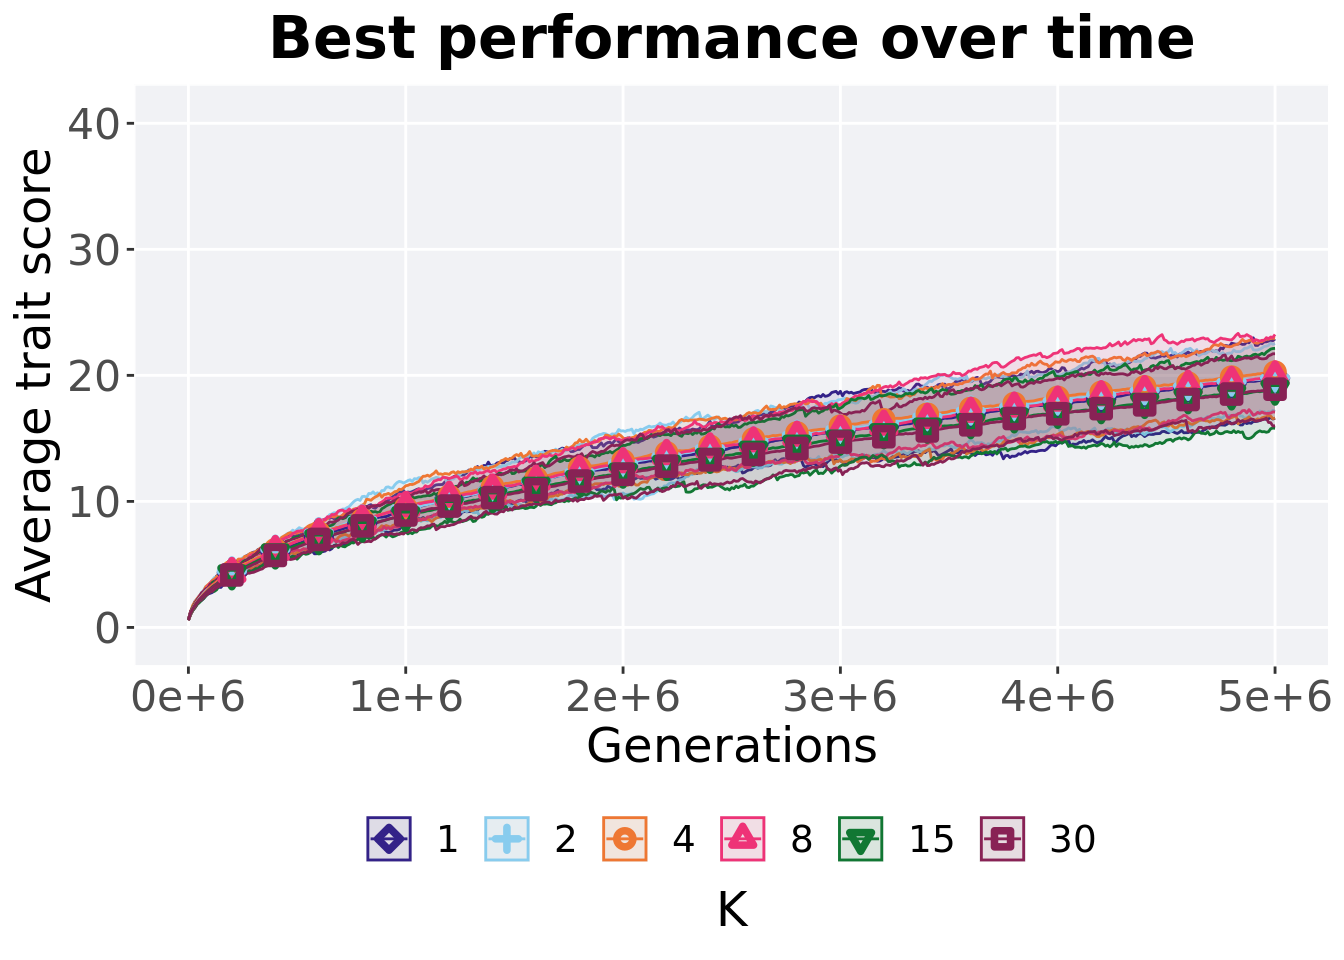 Best performance over time
Average trait score
40
30
20
10
0
0e+6 1e+6 2e+6 3e+6 4e+6 5e+6
Generations
1 2 4 8 15 30
K